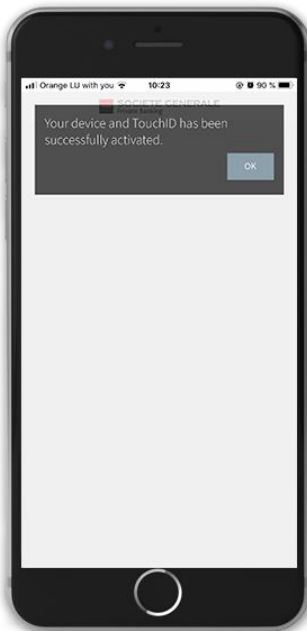 Orange LU with you 10:23 90 %
SOCIETE GENERALE
Private Banking
Your device and TouchID has been
successfully activated.
OK